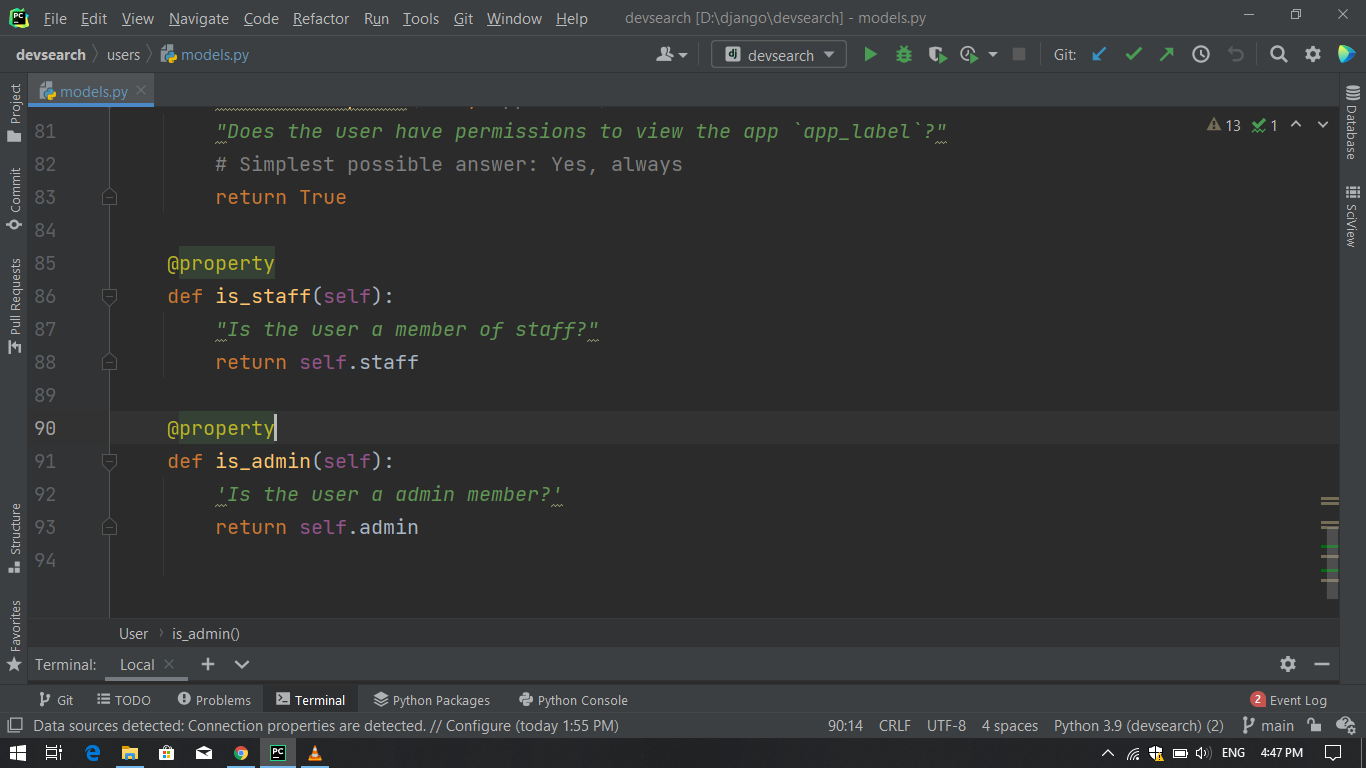 PC File Edit View Navigate Code Refactor Run Tools Git Window Help devsearch [D:\django\devsearch] - models.py
devsearch users models.py dj devsearch Git:
models.py
81 "Does the user have permissions to view the app `app_label`?"
82 # Simplest possible answer: Yes, always
83 return True
84
85 @property
86 def is_staff(self):
87 "Is the user a member of staff?"
88 return self.staff
89
90 @property
91 def is_admin(self):
92 'Is the user a admin member?'
93 return self.admin
94
13 1
Project
Commit
Pull Requests
Structure
Favorites
Database
SciView
User is_admin()
Terminal: Local
Git TODO Problems Terminal Python Packages Python Console 2 Event Log
Data sources detected: Connection properties are detected. // Configure (today 1:55 PM) 90:14 CRLF UTF-8 4 spaces Python 3.9 (devsearch) (2) main
PC ENG 4:47 PM